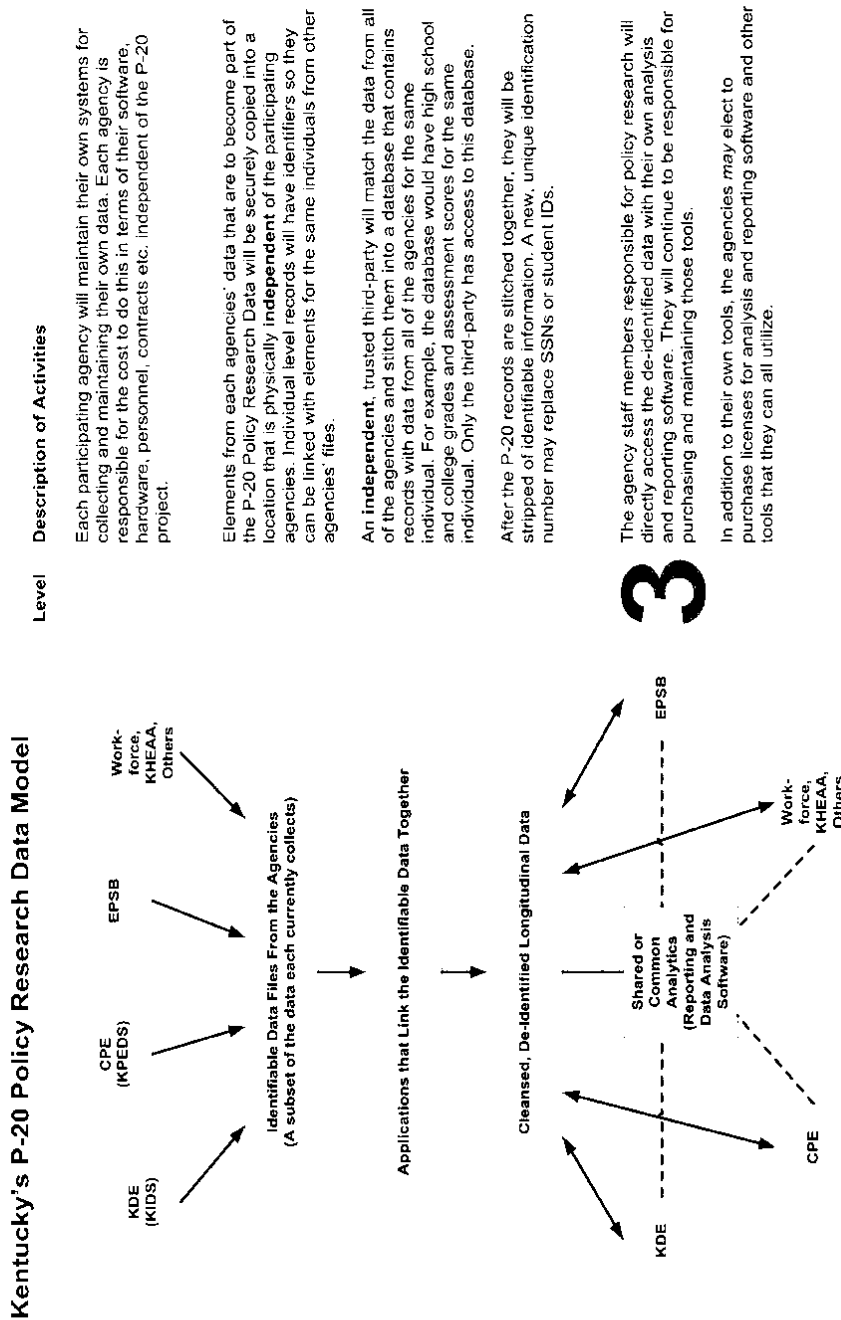 Kentucky's P-20 Policy Research Data Model
KDE
(KIDS)
CPE
(KPEDS)
EPSB
Work-
force,
KHEAA,
Others
Identifiable Data Files From the Agencies
(A subset of the data each currently collects)
Applications that Link the Identifiable Data Together
Cleansed, De-Identified Longitudinal Data
KDE
Shared or
Common
Analytics
(Reporting and
Data Analysis
Software)
EPSB
CPE
Work-
force,
KHEAA,
Others
Level Description of Activities
Each participating agency will maintain their own systems for
collecting and maintaining their own data. Each agency is
responsible for the cost to do this in terms of their software,
hardware, personnel, contracts etc. independent of the P-20
project.
Elements from each agencies' data that are to become part of
the P-20 Policy Research Data will be securely copied into a
location that is physically independent of the participating
agencies. Individual level records will have identifiers so they
can be linked with elements for the same individuals from other
agencies' files.
An independent, trusted third-party will match the data from all
of the agencies and stitch them into a database that contains
records with data from all of the agencies for the same
individual. For example, the database would have high school
and college grades and assessment scores for the same
individual. Only the third-party has access to this database.
After the P-20 records are stitched together, they will be
stripped of identifiable information. A new, unique identification
number may replace SSNs or student IDs.
3
The agency staff members responsible for policy research will
directly access the de-identified data with their own analysis
and reporting software. They will continue to be responsible for
purchasing and maintaining those tools.
In addition to their own tools, the agencies may elect to
purchase licenses for analysis and reporting software and other
tools that they can all utilize.